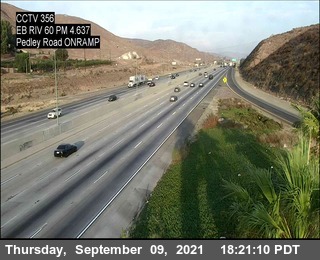 CCTV 356
EB RIV 60 PM 4.637
Pedley Road ONRAMP
Thursday, September 09, 2021 18:21:10 PDT